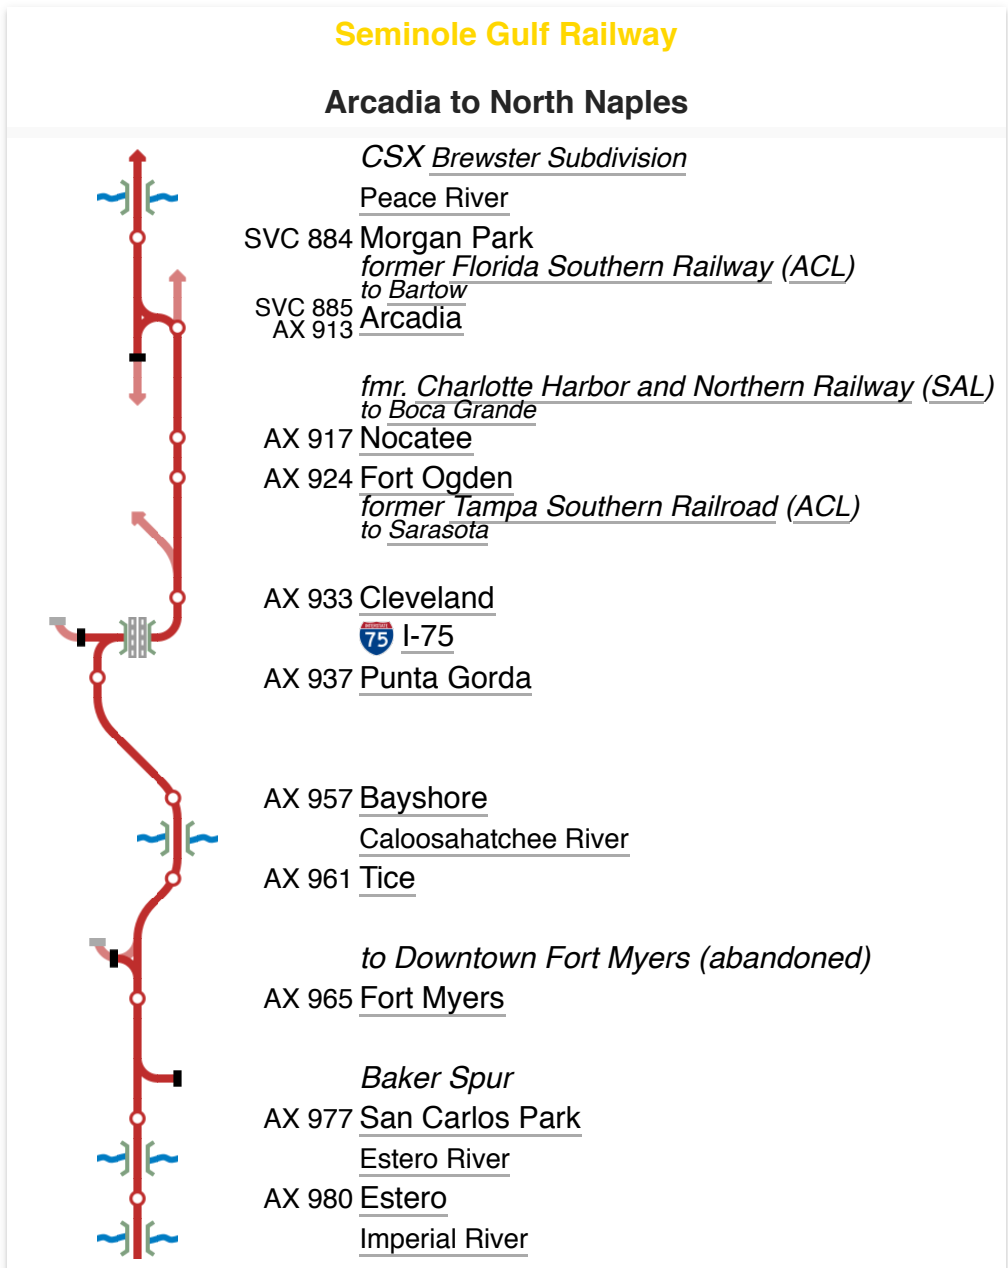 Seminole Gulf Railway
Arcadia to North Naples
CSX Brewster Subdivision
Peace River
SVC 884 Morgan Park
former Florida Southern Railway (ACL)
to Bartow
SVC 885
AX 913 Arcadia
fmr. Charlotte Harbor and Northern Railway (SAL)
to Boca Grande
AX 917 Nocatee
AX 924 Fort Ogden
former Tampa Southern Railroad (ACL)
to Sarasota
AX 933 Cleveland
INTERSTATE 75 I-75
AX 937 Punta Gorda
AX 957 Bayshore
Caloosahatchee River
AX 961 Tice
to Downtown Fort Myers (abandoned)
AX 965 Fort Myers
Baker Spur
AX 977 San Carlos Park
Estero River
AX 980 Estero
Imperial River